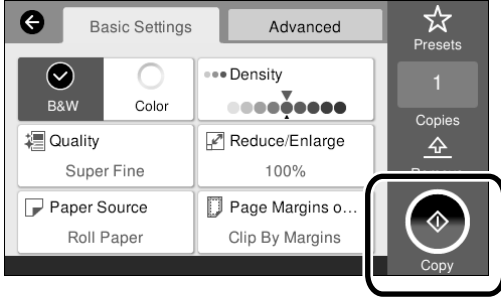 Basic Settings
Advanced
Presets
B&W
Color
Density
1
Copies
Quality
Super Fine
Reduce/Enlarge
100%
Paper Source
Roll Paper
Page Margins o...
Clip By Margins
Copy